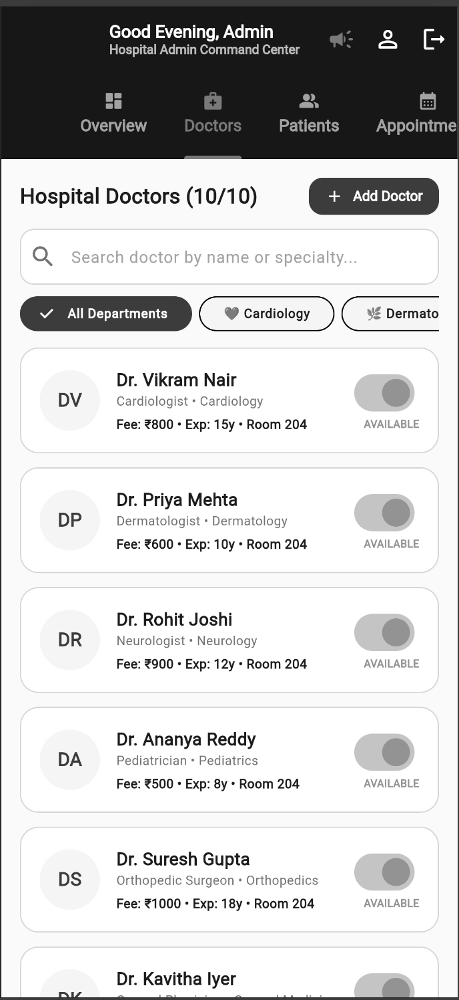 Good Evening, Admin
Hospital Admin Command Center
Overview Doctors Patients Appointme
Hospital Doctors (10/10)
+ Add Doctor
Search doctor by name or specialty...
All Departments Cardiology Dermato
DV
Dr. Vikram Nair
Cardiologist • Cardiology
Fee: ₹800 • Exp: 15y • Room 204
AVAILABLE
DP
Dr. Priya Mehta
Dermatologist • Dermatology
Fee: ₹600 • Exp: 10y • Room 204
AVAILABLE
DR
Dr. Rohit Joshi
Neurologist • Neurology
Fee: ₹900 • Exp: 12y • Room 204
AVAILABLE
DA
Dr. Ananya Reddy
Pediatrician • Pediatrics
Fee: ₹500 • Exp: 8y • Room 204
AVAILABLE
DS
Dr. Suresh Gupta
Orthopedic Surgeon • Orthopedics
Fee: ₹1000 • Exp: 18y • Room 204
AVAILABLE
DK
Dr. Kavitha Iyer